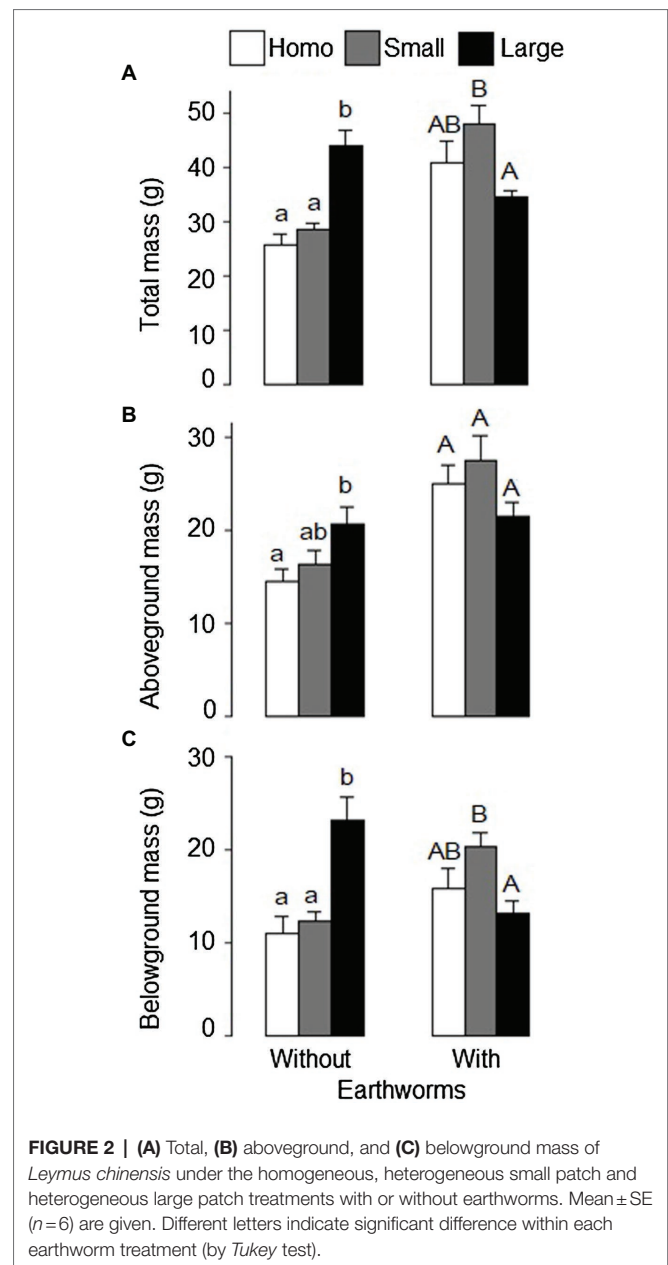 Homo Small Large
A
Total mass (g)
50
40
30
20
10
0
a a b
AB B A
B
Aboveground mass (g)
30
20
10
0
a ab b
A A A
C
Belowground mass (g)
30
20
10
0
a a b
AB B A
Without With
Earthworms
FIGURE 2 | (A) Total, (B) aboveground, and (C) belowground mass of
Leymus chinensis under the homogeneous, heterogeneous small patch and
heterogeneous large patch treatments with or without earthworms. Mean ± SE
(n = 6) are given. Different letters indicate significant difference within each
earthworm treatment (by Tukey test).